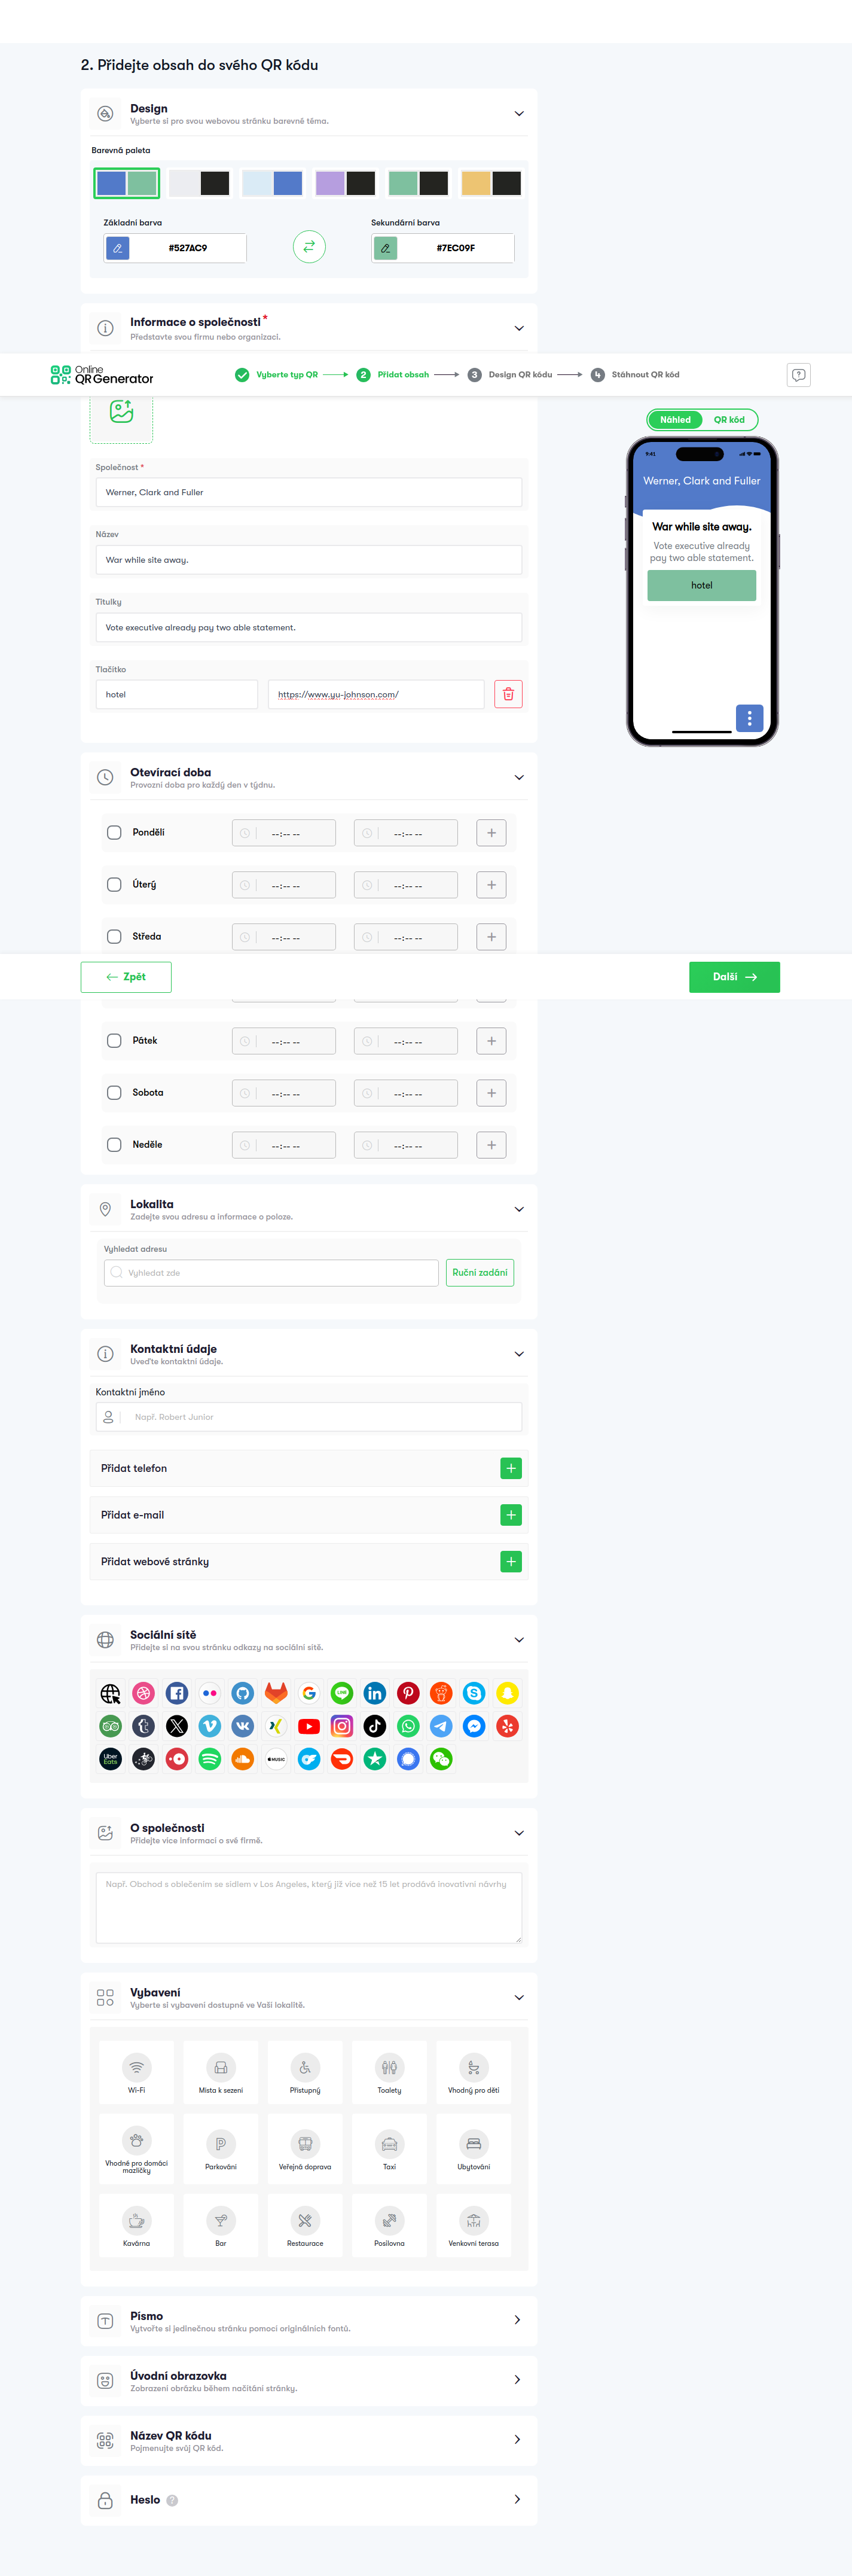 2. Přidejte obsah do svého QR kódu
Design
Vyberte si pro svou webovou stránku barevné téma.
Barevná paleta
Základní barva
Sekundární barva
#527AC9
#7EC09F
Informace o společnosti *
Představte svou firmu nebo organizaci.
Online
QR Generator
Vyberte typ QR
2 Přidat obsah
3 Design QR kódu
4 Stáhnout QR kód
Náhled
QR kód
Společnost *
Werner, Clark and Fuller
Název
War while site away.
Titulky
Vote executive already pay two able statement.
Tlačítko
hotel
https://www.yu-johnson.com/
9:41
Werner, Clark and Fuller
War while site away.
Vote executive already
pay two able statement.
hotel
Otevírací doba
Provozní doba pro každý den v týdnu.
Pondělí --:-- -- --:-- --
Úterý --:-- -- --:-- --
Středa --:-- -- --:-- --
Zpět
Další
Pátek --:-- -- --:-- --
Sobota --:-- -- --:-- --
Neděle --:-- -- --:-- --
Lokalita
Zadejte svou adresu a informace o poloze.
Vyhledat adresu
Vyhledat zde
Ruční zadání
Kontaktní údaje
Uveďte kontaktní údaje.
Kontaktní jméno
Např. Robert Junior
Přidat telefon
Přidat e-mail
Přidat webové stránky
Sociální sítě
Přidejte si na svou stránku odkazy na sociální sítě.
LINE
Uber
Eats
MUSIC
O společnosti
Přidejte více informací o své firmě.
Např. Obchod s oblečením se sídlem v Los Angeles, který již více než 15 let prodává inovativní návrhy
Vybavení
Vyberte si vybavení dostupné ve Vaší lokalitě.
Wi-Fi
Místa k sezení
Přístupný
Toalety
Vhodný pro děti
Vhodné pro domácí
mazlíčky
Parkování
Veřejná doprava
Taxi
Ubytování
Kavárna
Bar
Restaurace
Posilovna
Venkovní terasa
Písmo
Vytvořte si jedinečnou stránku pomocí originálních fontů.
Úvodní obrazovka
Zobrazení obrázku během načítání stránky.
Název QR kódu
Pojmenujte svůj QR kód.
Heslo ?